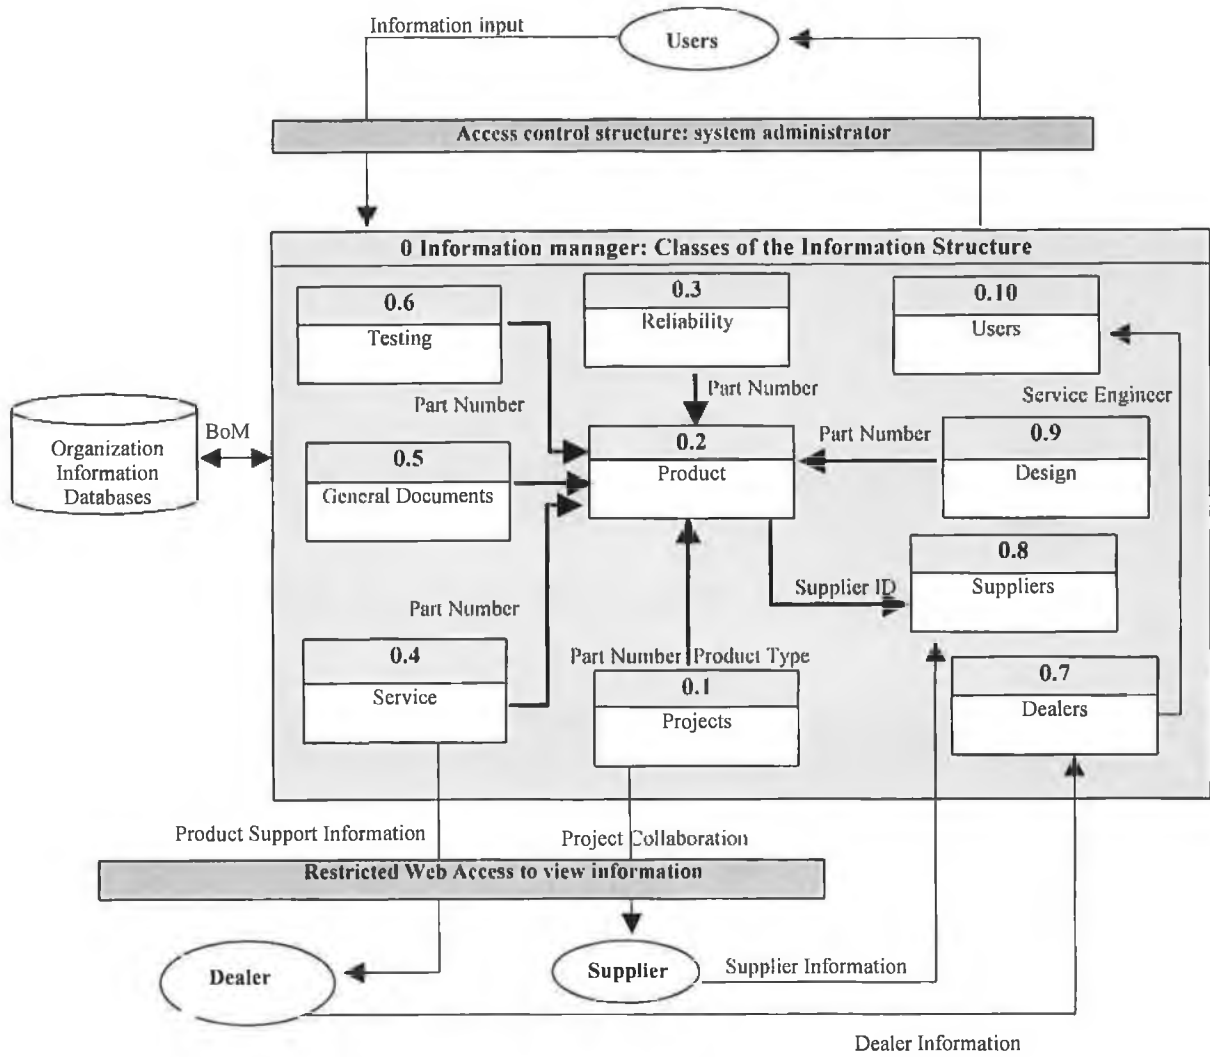 Information input
Users
Access control structure: system administrator
0 Information manager: Classes of the Information Structure
0.6
Testing
0.3
Reliability
0.10
Users
Part Number
Part Number
Service Engineer
Organization
Information
Databases
BoM
0.5
General Documents
0.2
Product
Part Number
0.9
Design
0.8
Suppliers
Supplier ID
Part Number
0.4
Service
Part Number
Product Type
0.1
Projects
0.7
Dealers
Product Support Information
Project Collaboration
Restricted Web Access to view information
Dealer
Supplier
Supplier Information
Dealer Information